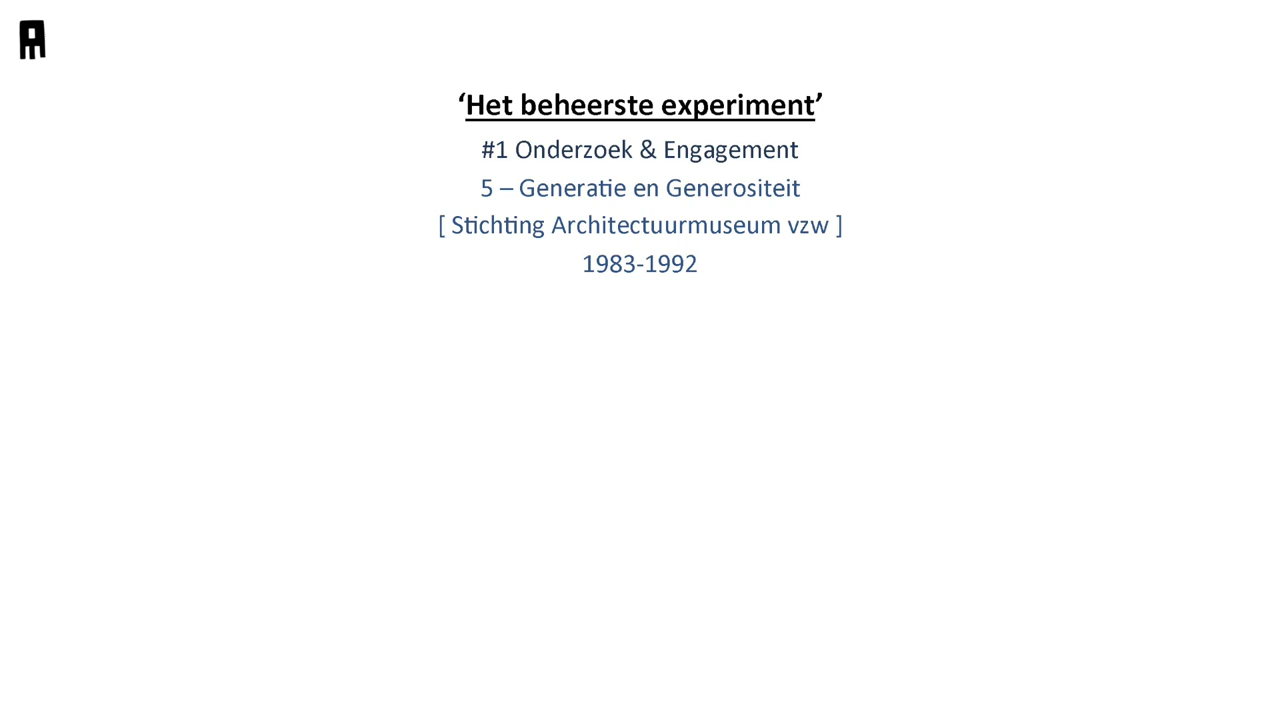 ‘Het beheerste experiment’
#1 Onderzoek & Engagement
5 – Generatie en Generositeit
[ Stichting Architectuurmuseum vzw ]
1983-1992